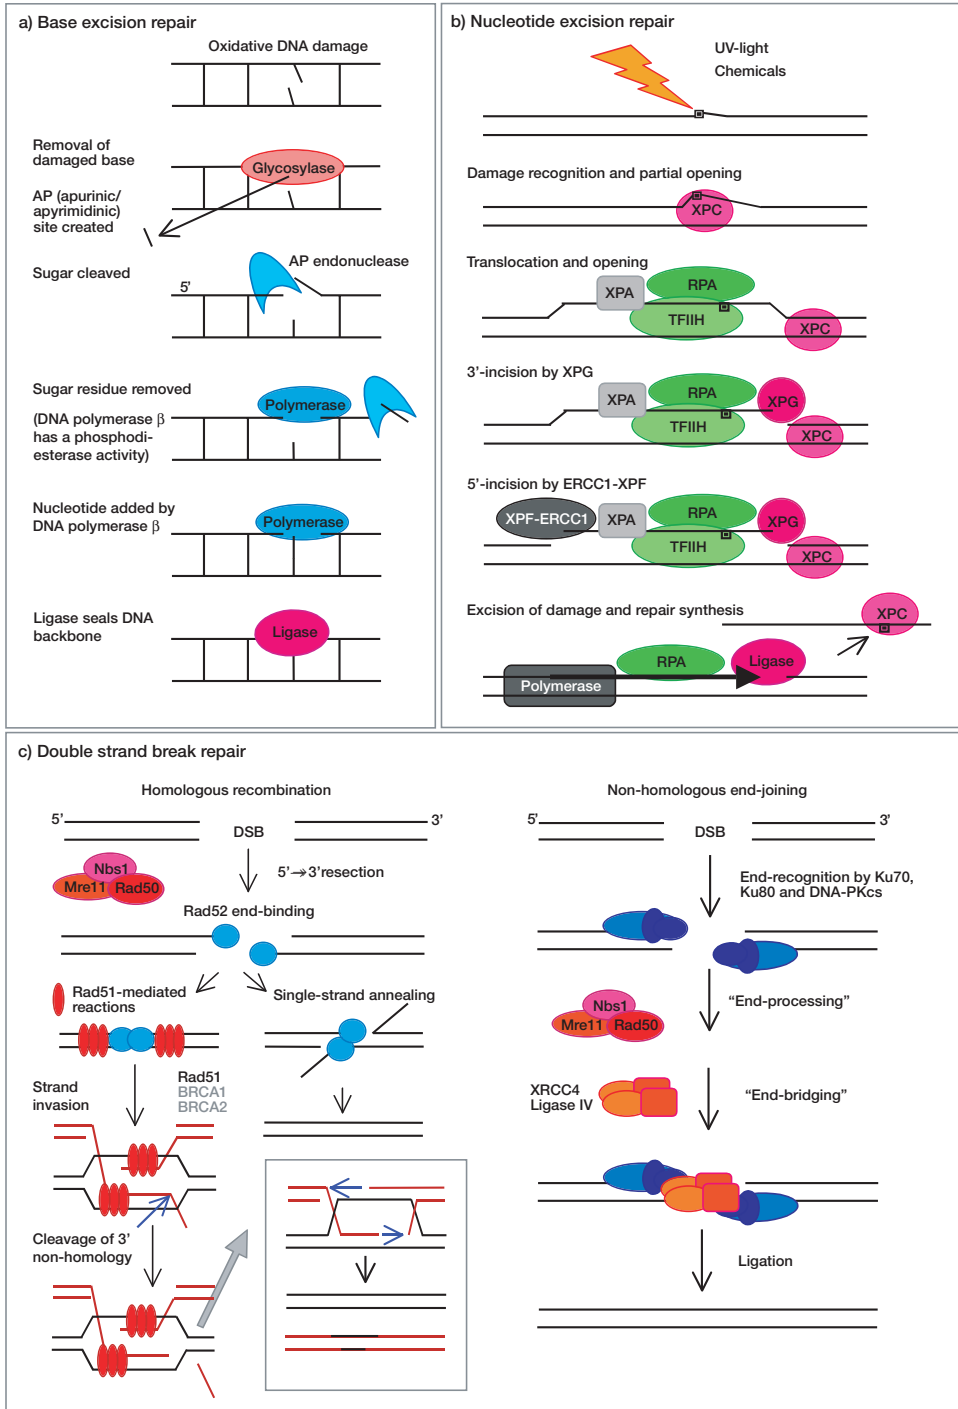 a) Base excision repair
Oxidative DNA damage
Removal of
damaged base
Glycosylase
AP (apurinic/
apyrimidinic)
site created
Sugar cleaved
AP endonuclease
5’
Sugar residue removed
(DNA polymerase β
has a phosphodi-
esterase activity)
Polymerase
Nucleotide added by
DNA polymerase β
Polymerase
Ligase seals DNA
backbone
Ligase
b) Nucleotide excision repair
UV-light
Chemicals
Damage recognition and partial opening
XPC
Translocation and opening
XPA
RPA
TFIIH
XPC
3’-incision by XPG
XPA
RPA
XPG
TFIIH
XPC
5’-incision by ERCC1-XPF
XPF-ERCC1
XPA
RPA
XPG
TFIIH
XPC
Excision of damage and repair synthesis
XPC
RPA
Ligase
Polymerase
c) Double strand break repair
Homologous recombination
5’
3’
DSB
Nbs1
Mre11
Rad50
5’→3’resection
Rad52 end-binding
Rad51-mediated
reactions
Single-strand annealing
Strand
invasion
Rad51
BRCA1
BRCA2
Cleavage of 3’
non-homology
Non-homologous end-joining
5’
3’
DSB
End-recognition by Ku70,
Ku80 and DNA-PKcs
“End-processing”
Nbs1
Mre11
Rad50
XRCC4
Ligase IV
“End-bridging”
Ligation